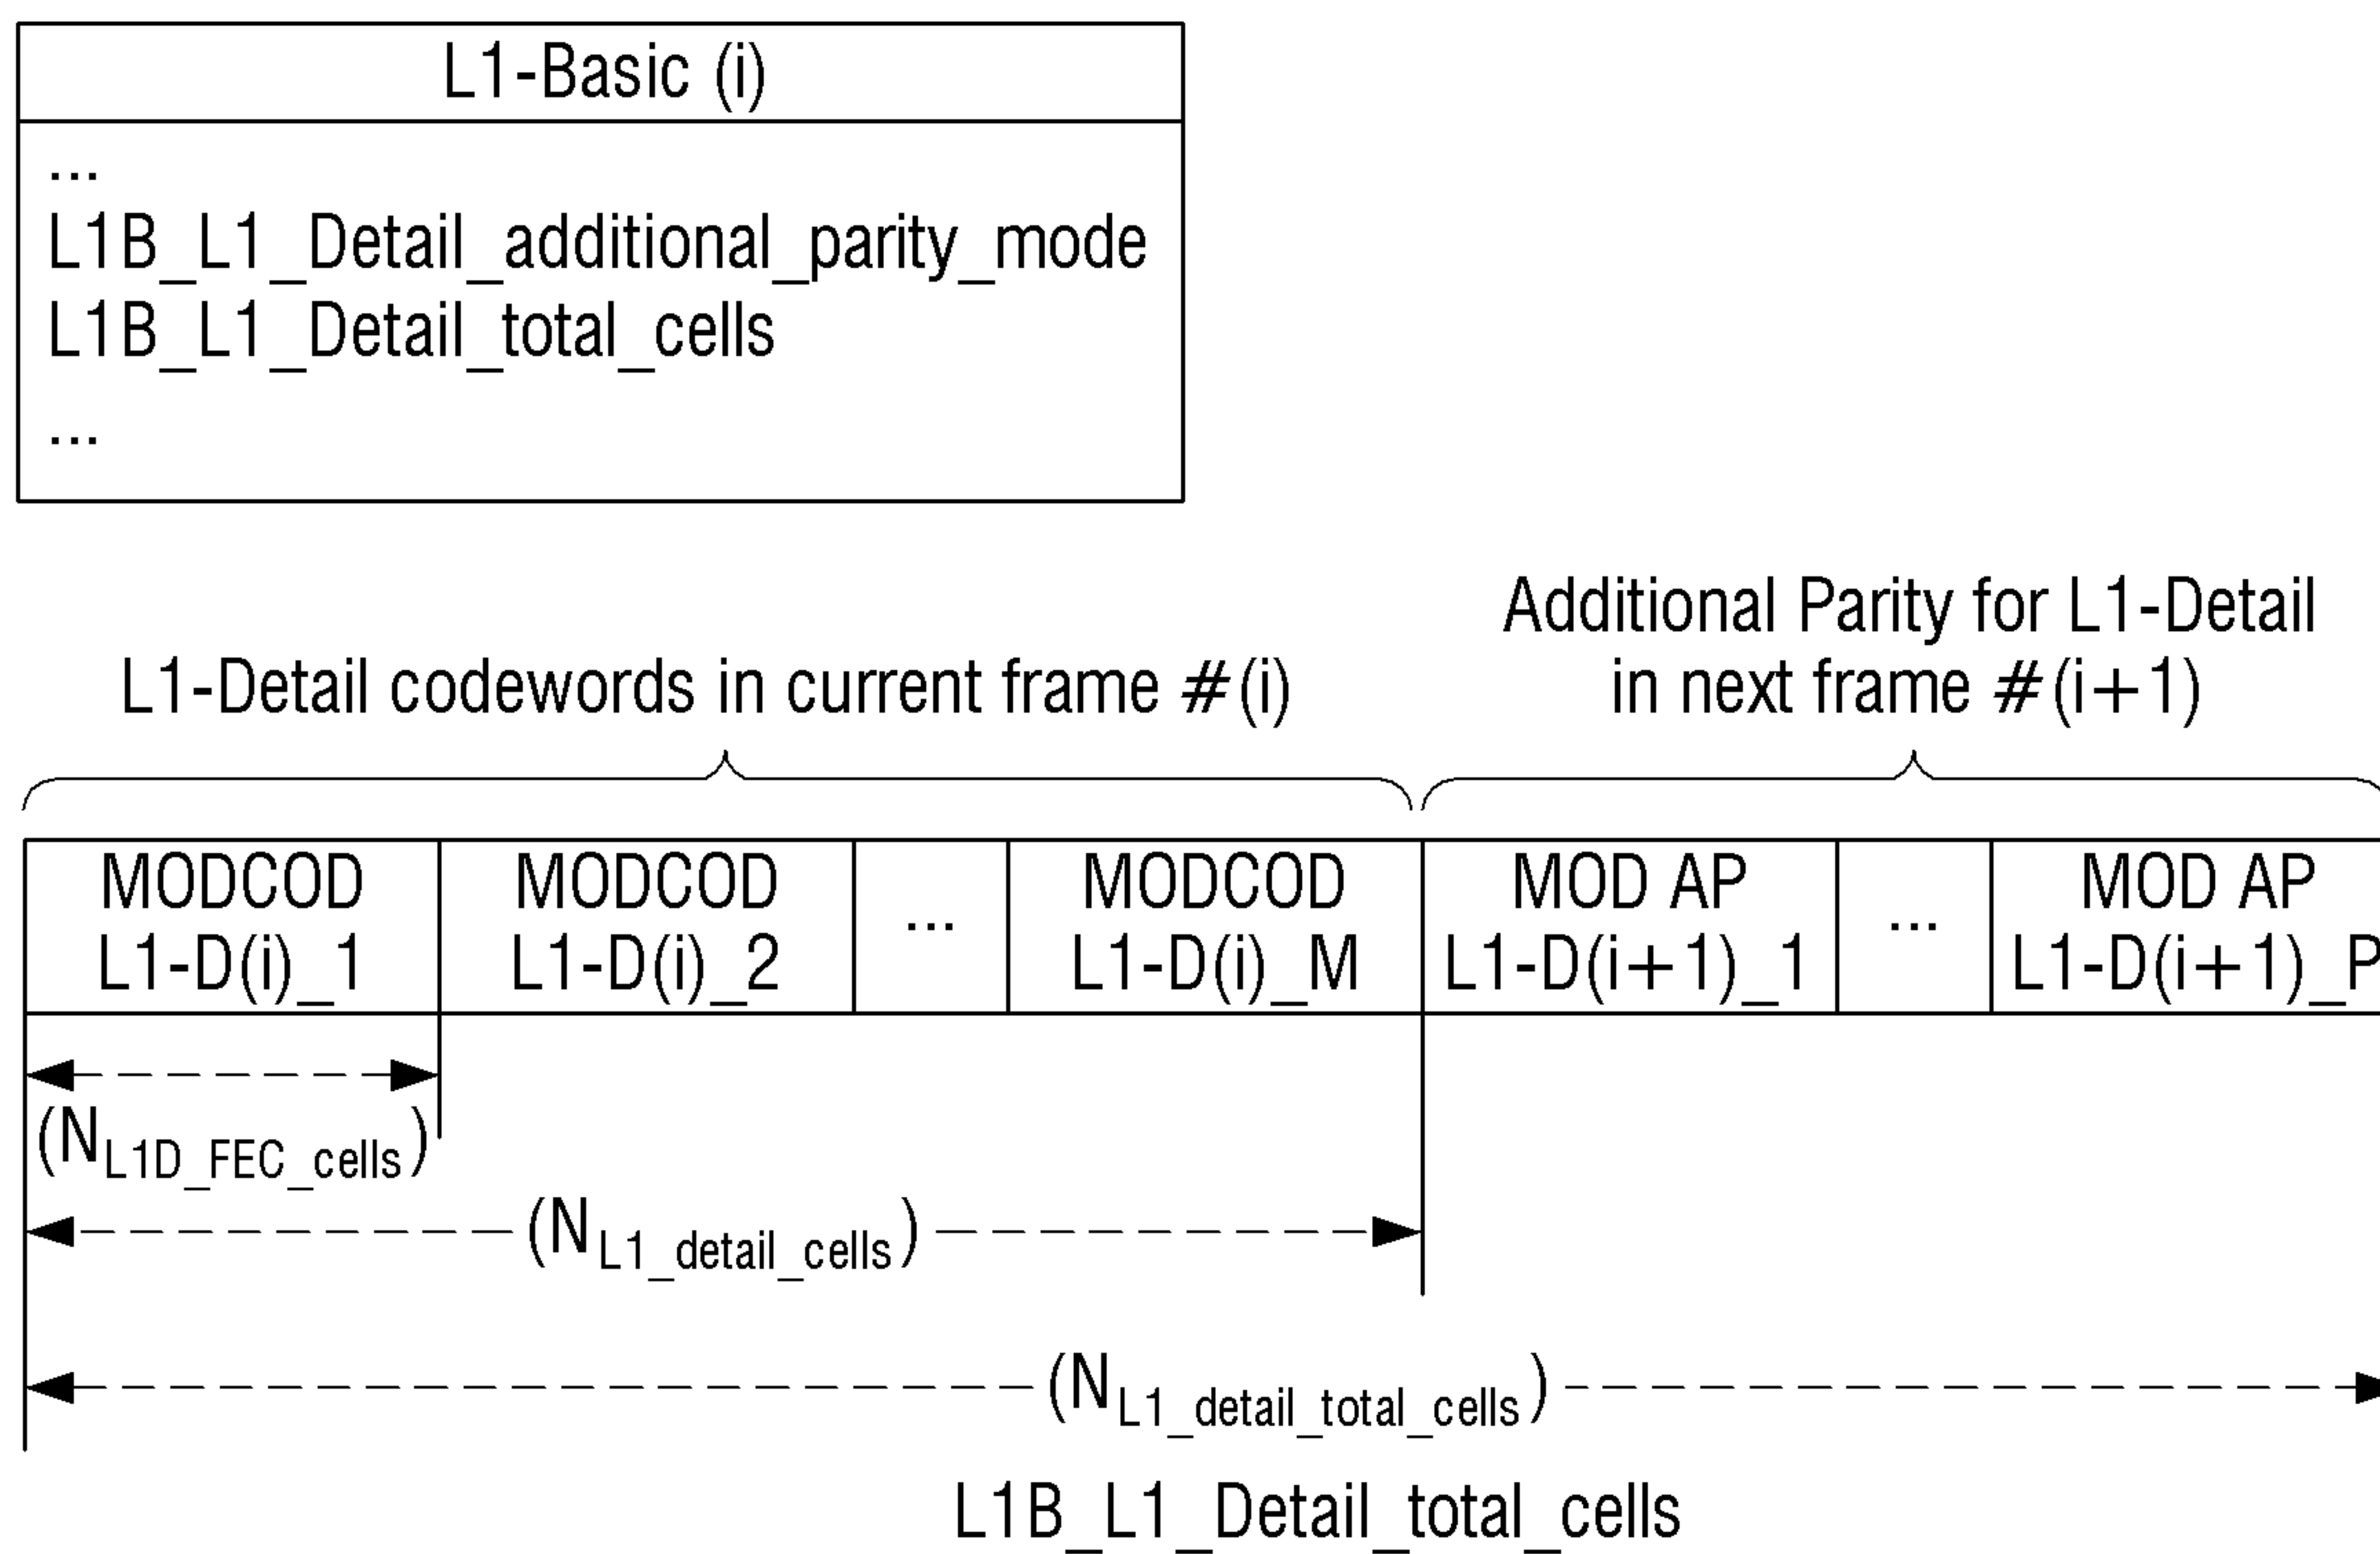 L1-Basic (i)
...
L1B_L1_Detail_additional_parity_mode
L1B_L1_Detail_total_cells
...
Additional Parity for L1-Detail
in next frame #(i+1)
L1-Detail codewords in current frame #(i)
MODCOD L1-D(i)_1
MODCOD L1-D(i)_2
...
MODCOD L1-D(i)_M
MOD AP L1-D(i+1)_1
...
MOD AP L1-D(i+1)_P
(NL1D_FEC_cells)
(NL1_detail_cells)
(NL1_detail_total_cells)
L1B_L1_Detail_total_cells